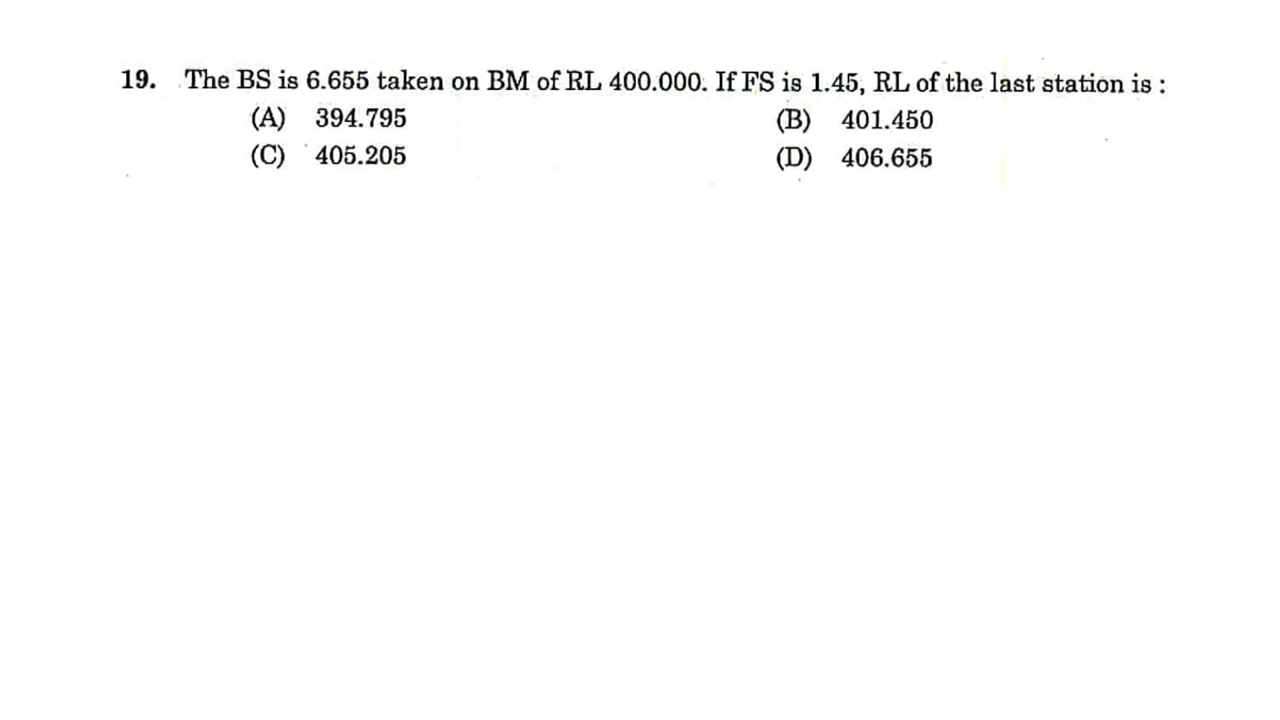 19. The BS is 6.655 taken on BM of RL 400.000. If FS is 1.45, RL of the last station is :
(A) 394.795 (B) 401.450
(C) 405.205 (D) 406.655